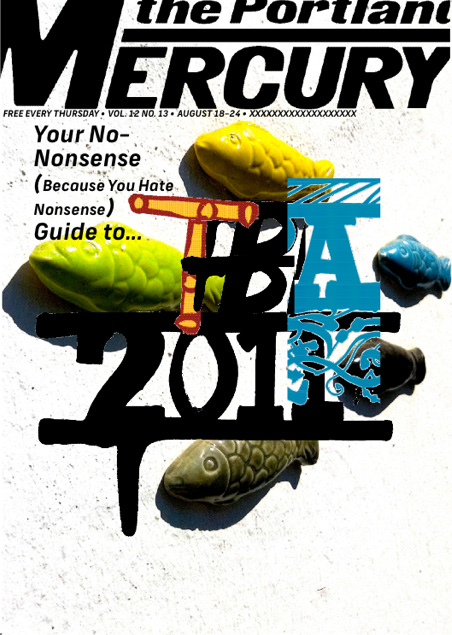 the Portland
MERCURY
FREE EVERY THURSDAY • VOL. 12 NO. 13 • AUGUST 18–24 • XXXXXXXXXXXXXXXXXXX
Your No-
Nonsense
(Because You Hate
Nonsense)
Guide to...
TBA
2011